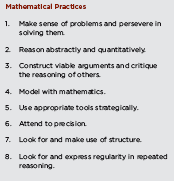 Mathematical Practices
1. Make sense of problems and persevere in
solving them.
2. Reason abstractly and quantitatively.
3. Construct viable arguments and critique
the reasoning of others.
4. Model with mathematics.
5. Use appropriate tools strategically.
6. Attend to precision.
7. Look for and make use of structure.
8. Look for and express regularity in repeated
reasoning.